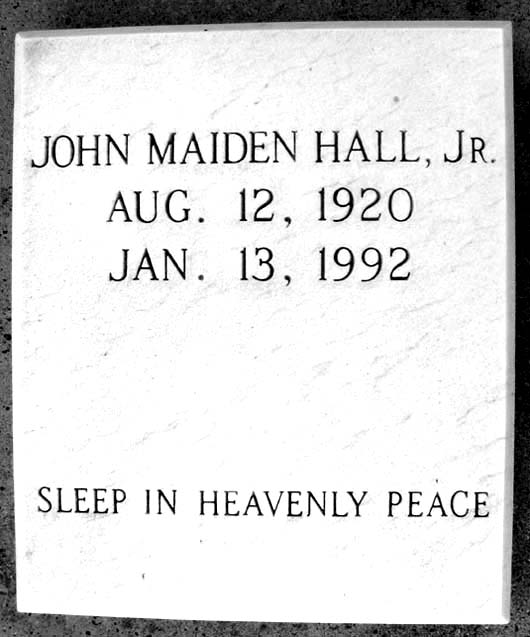 JOHN MAIDEN HALL, JR.
AUG. 12, 1920
JAN. 13, 1992
SLEEP IN HEAVENLY PEACE